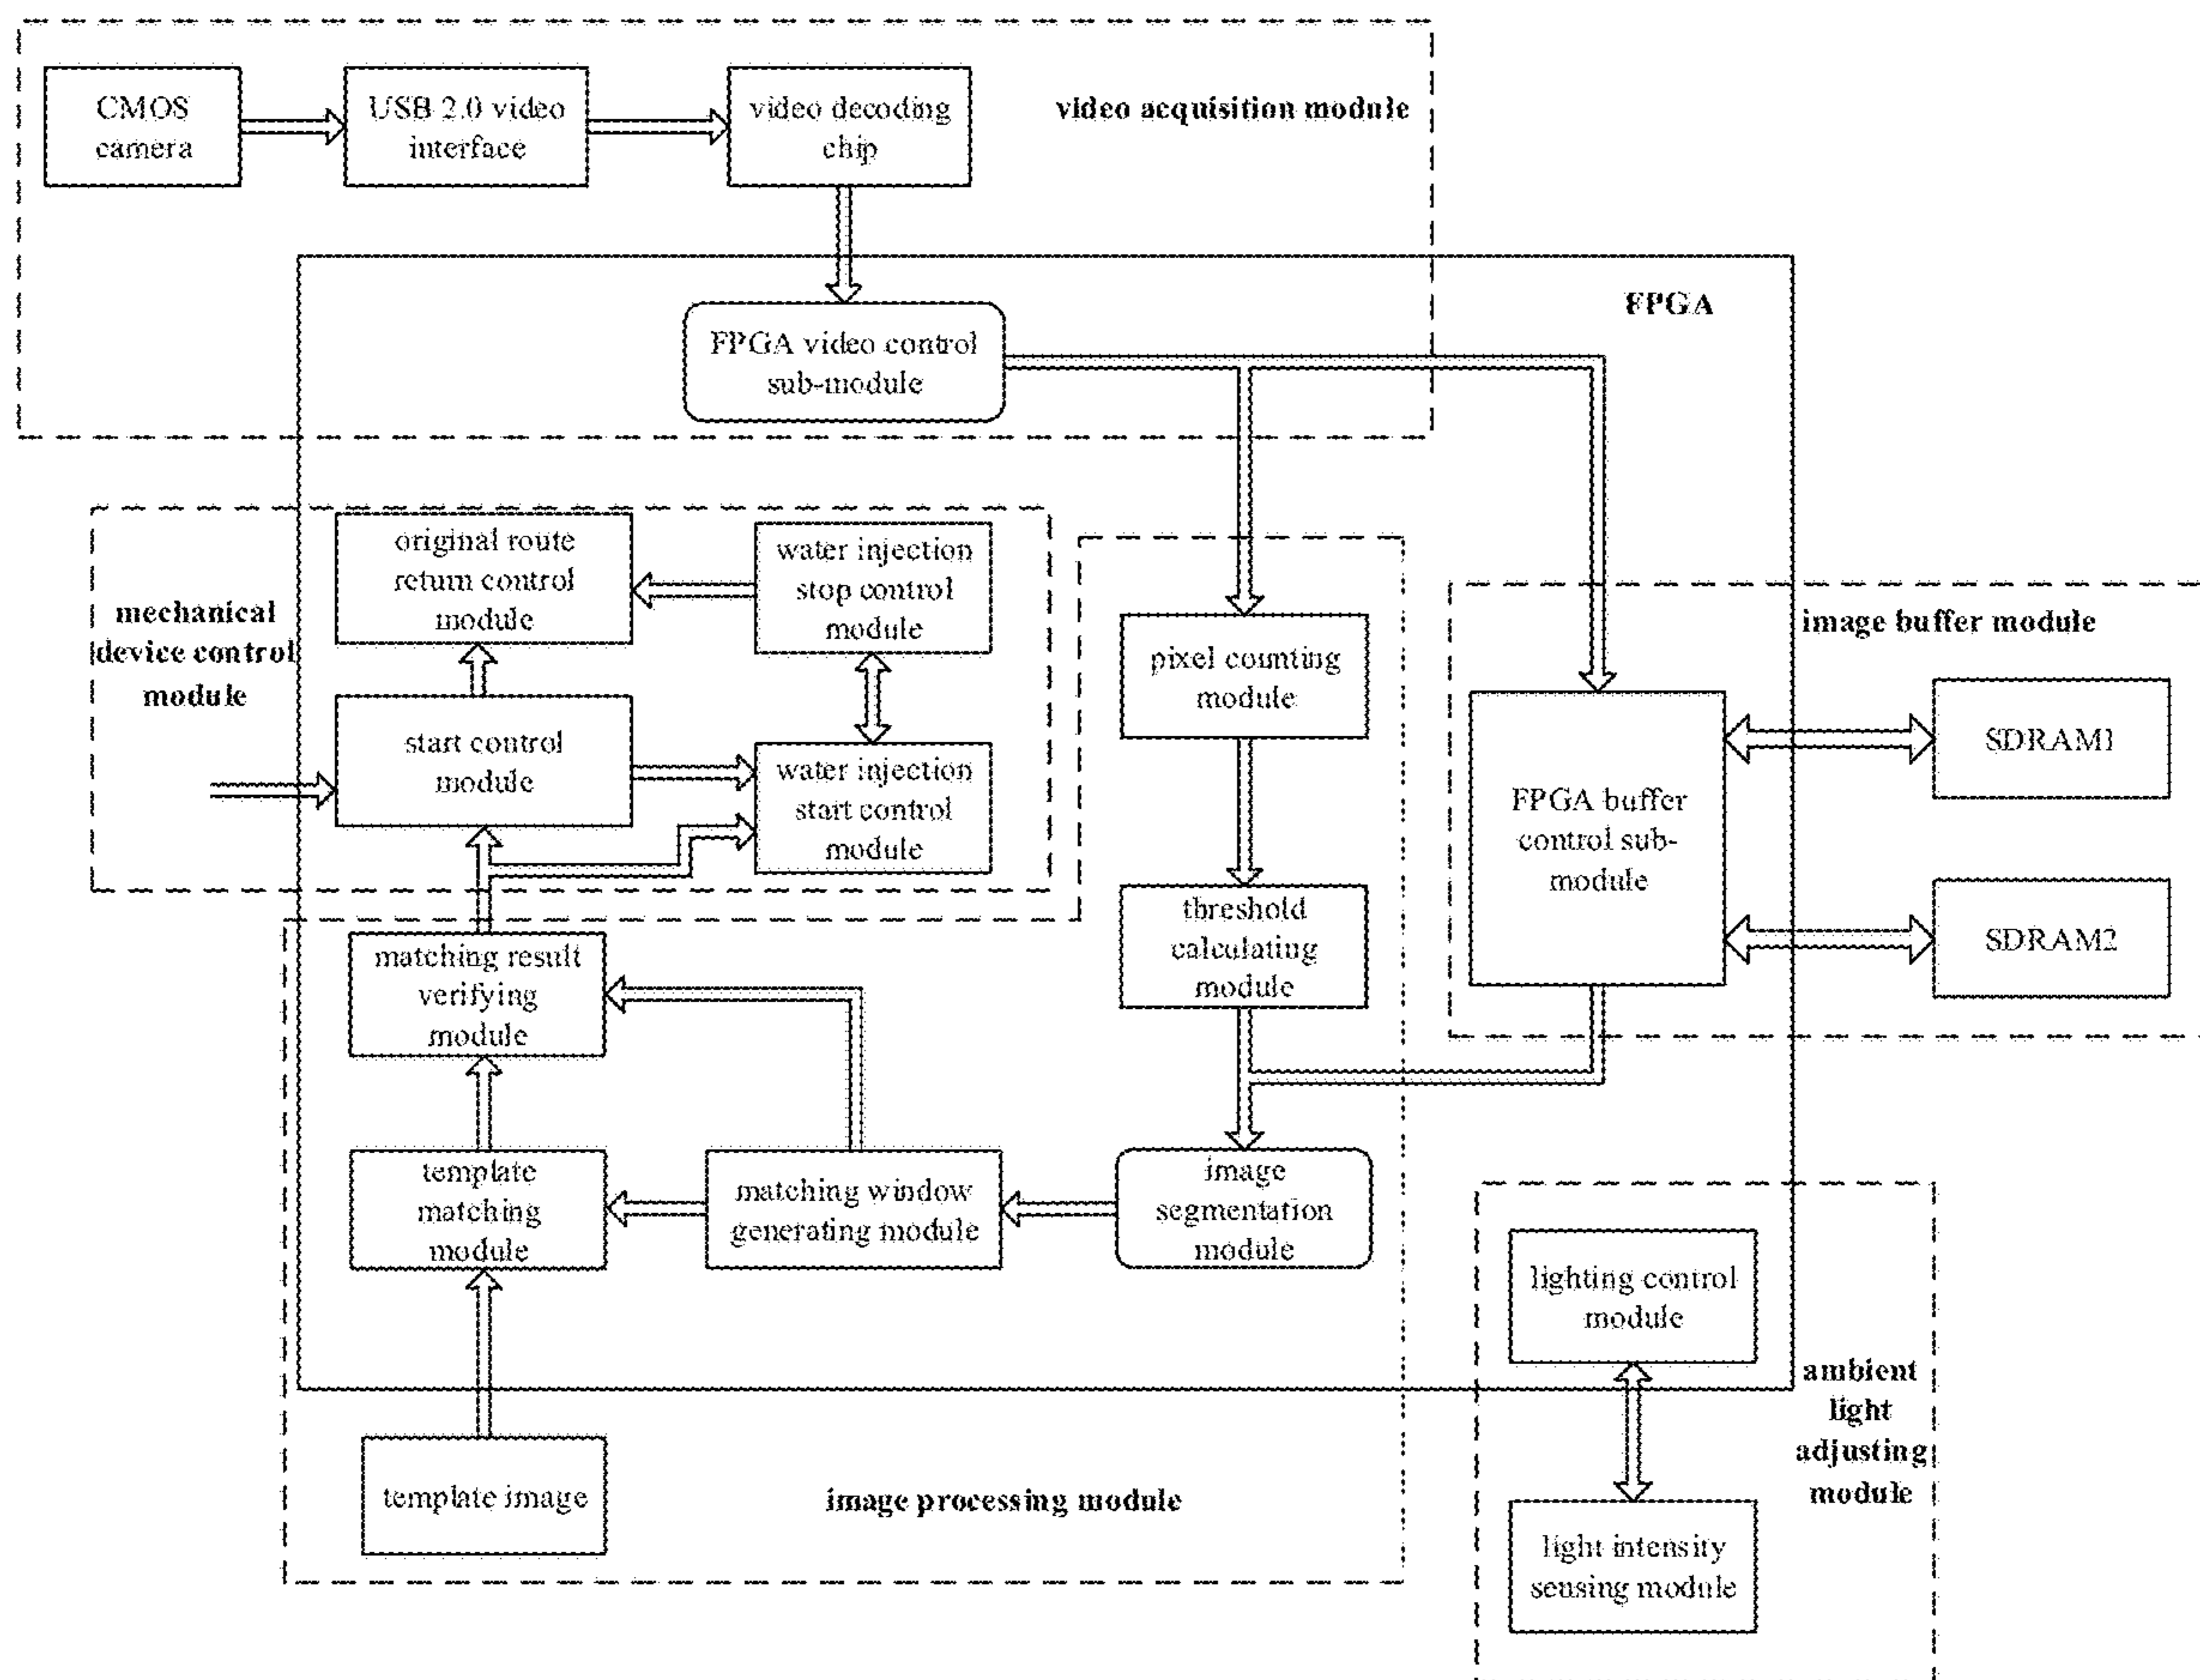 CMOS
camera
USB 2.0 video
interface
video decoding
chip
video acquisition module
FPGA
FPGA video control
sub-module
mechanical
device control
module
original route
return control
module
water injection
stop control
module
start control
module
water injection
start control
module
pixel counting
module
threshold
calculating
module
image buffer module
FPGA buffer
control sub-
module
SDRAM1
SDRAM2
matching result
verifying
module
template
matching
module
matching window
generating module
image
segmentation
module
template image
image processing module
lighting control
module
ambient
light
adjusting
module
light intensity
sensing module